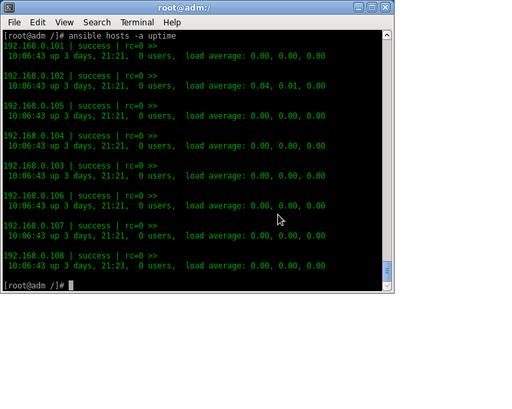 root@adm:/
File Edit View Search Terminal Help
[root@adm /]# ansible hosts -a uptime
192.168.0.101 | success | rc=0 >>
10:06:43 up 3 days, 21:21,  0 users,  load average: 0.00, 0.00, 0.00
192.168.0.102 | success | rc=0 >>
10:06:43 up 3 days, 21:21,  0 users,  load average: 0.04, 0.01, 0.00
192.168.0.105 | success | rc=0 >>
10:06:43 up 3 days, 21:21,  0 users,  load average: 0.00, 0.00, 0.00
192.168.0.104 | success | rc=0 >>
10:06:43 up 3 days, 21:21,  0 users,  load average: 0.00, 0.00, 0.00
192.168.0.103 | success | rc=0 >>
10:06:43 up 3 days, 21:21,  0 users,  load average: 0.00, 0.00, 0.00
192.168.0.106 | success | rc=0 >>
10:06:43 up 3 days, 21:21,  0 users,  load average: 0.00, 0.00, 0.00
192.168.0.107 | success | rc=0 >>
10:06:43 up 3 days, 21:21,  0 users,  load average: 0.00, 0.00, 0.00
192.168.0.108 | success | rc=0 >>
10:06:43 up 3 days, 21:23,  0 users,  load average: 0.00, 0.00, 0.00
[root@adm /]#